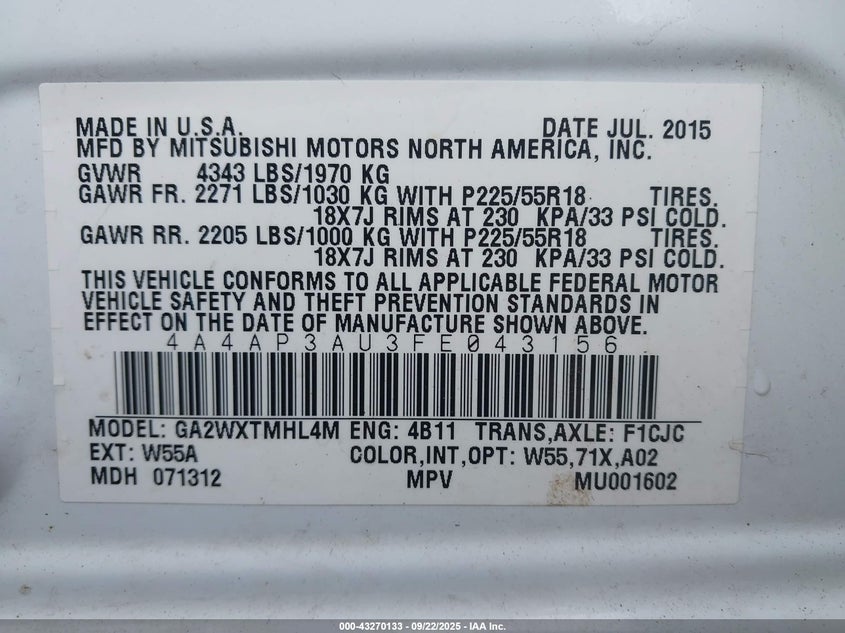 MADE IN U.S.A. DATE JUL. 2015
MFD BY MITSUBISHI MOTORS NORTH AMERICA, INC.
GVWR 4343 LBS/1970 KG
GAWR FR. 2271 LBS/1030 KG WITH P225/55R18 TIRES.
18X7J RIMS AT 230 KPA/33 PSI COLD.
GAWR RR. 2205 LBS/1000 KG WITH P225/55R18 TIRES.
18X7J RIMS AT 230 KPA/33 PSI COLD.
THIS VEHICLE CONFORMS TO ALL APPLICABLE FEDERAL MOTOR
VEHICLE SAFETY AND THEFT PREVENTION STANDARDS IN
EFFECT ON THE DATE OF MANUFACTURE SHOWN ABOVE.
4A4AP3AU3FE043156
MODEL: GA2WXTMHL4M ENG: 4B11 TRANS,AXLE: F1CJC
EXT: W55A COLOR,INT,OPT: W55,71X,A02
MDH 071312 MPV MU001602
000-43270133 - 09/22/2025 - IAA Inc.